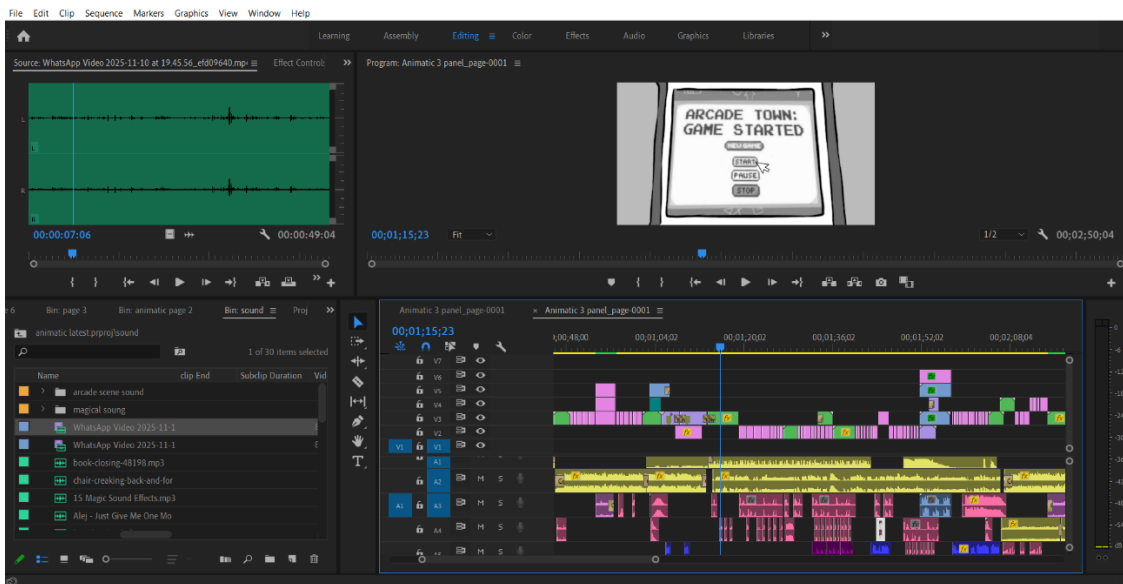 File Edit Clip Sequence Markers Graphics View Window Help
Learning Assembly Editing Color Effects Audio Graphics Libraries
Source: WhatsApp Video 2025-11-10 at 19.45.56_efd09640.mp Effect Control:
Program: Animatic 3 panel_page-0001
L
L
R
R
ARCADE TOWN:
GAME STARTED
NEW GAME
START
PAUSE
STOP
00:00:07:06 00:00:49:04
00;01;15;23 Fit 1/2 00;02;50;04
Bin: page 3 Bin: animatic page 2 Bin: sound Proj
animatic latest.prproj\sound
1 of 30 items selected
Name clip End Subclip Duration Vid
arcade scene sound
magical soung
WhatsApp Video 2025-11-1
WhatsApp Video 2025-11-1
book-closing-48198.mp3
chair-creaking-back-and-for
15 Magic Sound Effects.mp3
Alej - Just Give Me One Mo
Animatic 3 panel_page-0001 Animatic 3 panel_page-0001
00;01;15;23
00;01;04;02 00;01;20;02 00;01;36;02 00;01;52;02 00;02;08;04
V7
V6
V5
V4
V3
V2
V1 V1
A1
A2 M S
A1 A3 M S
A4
M S